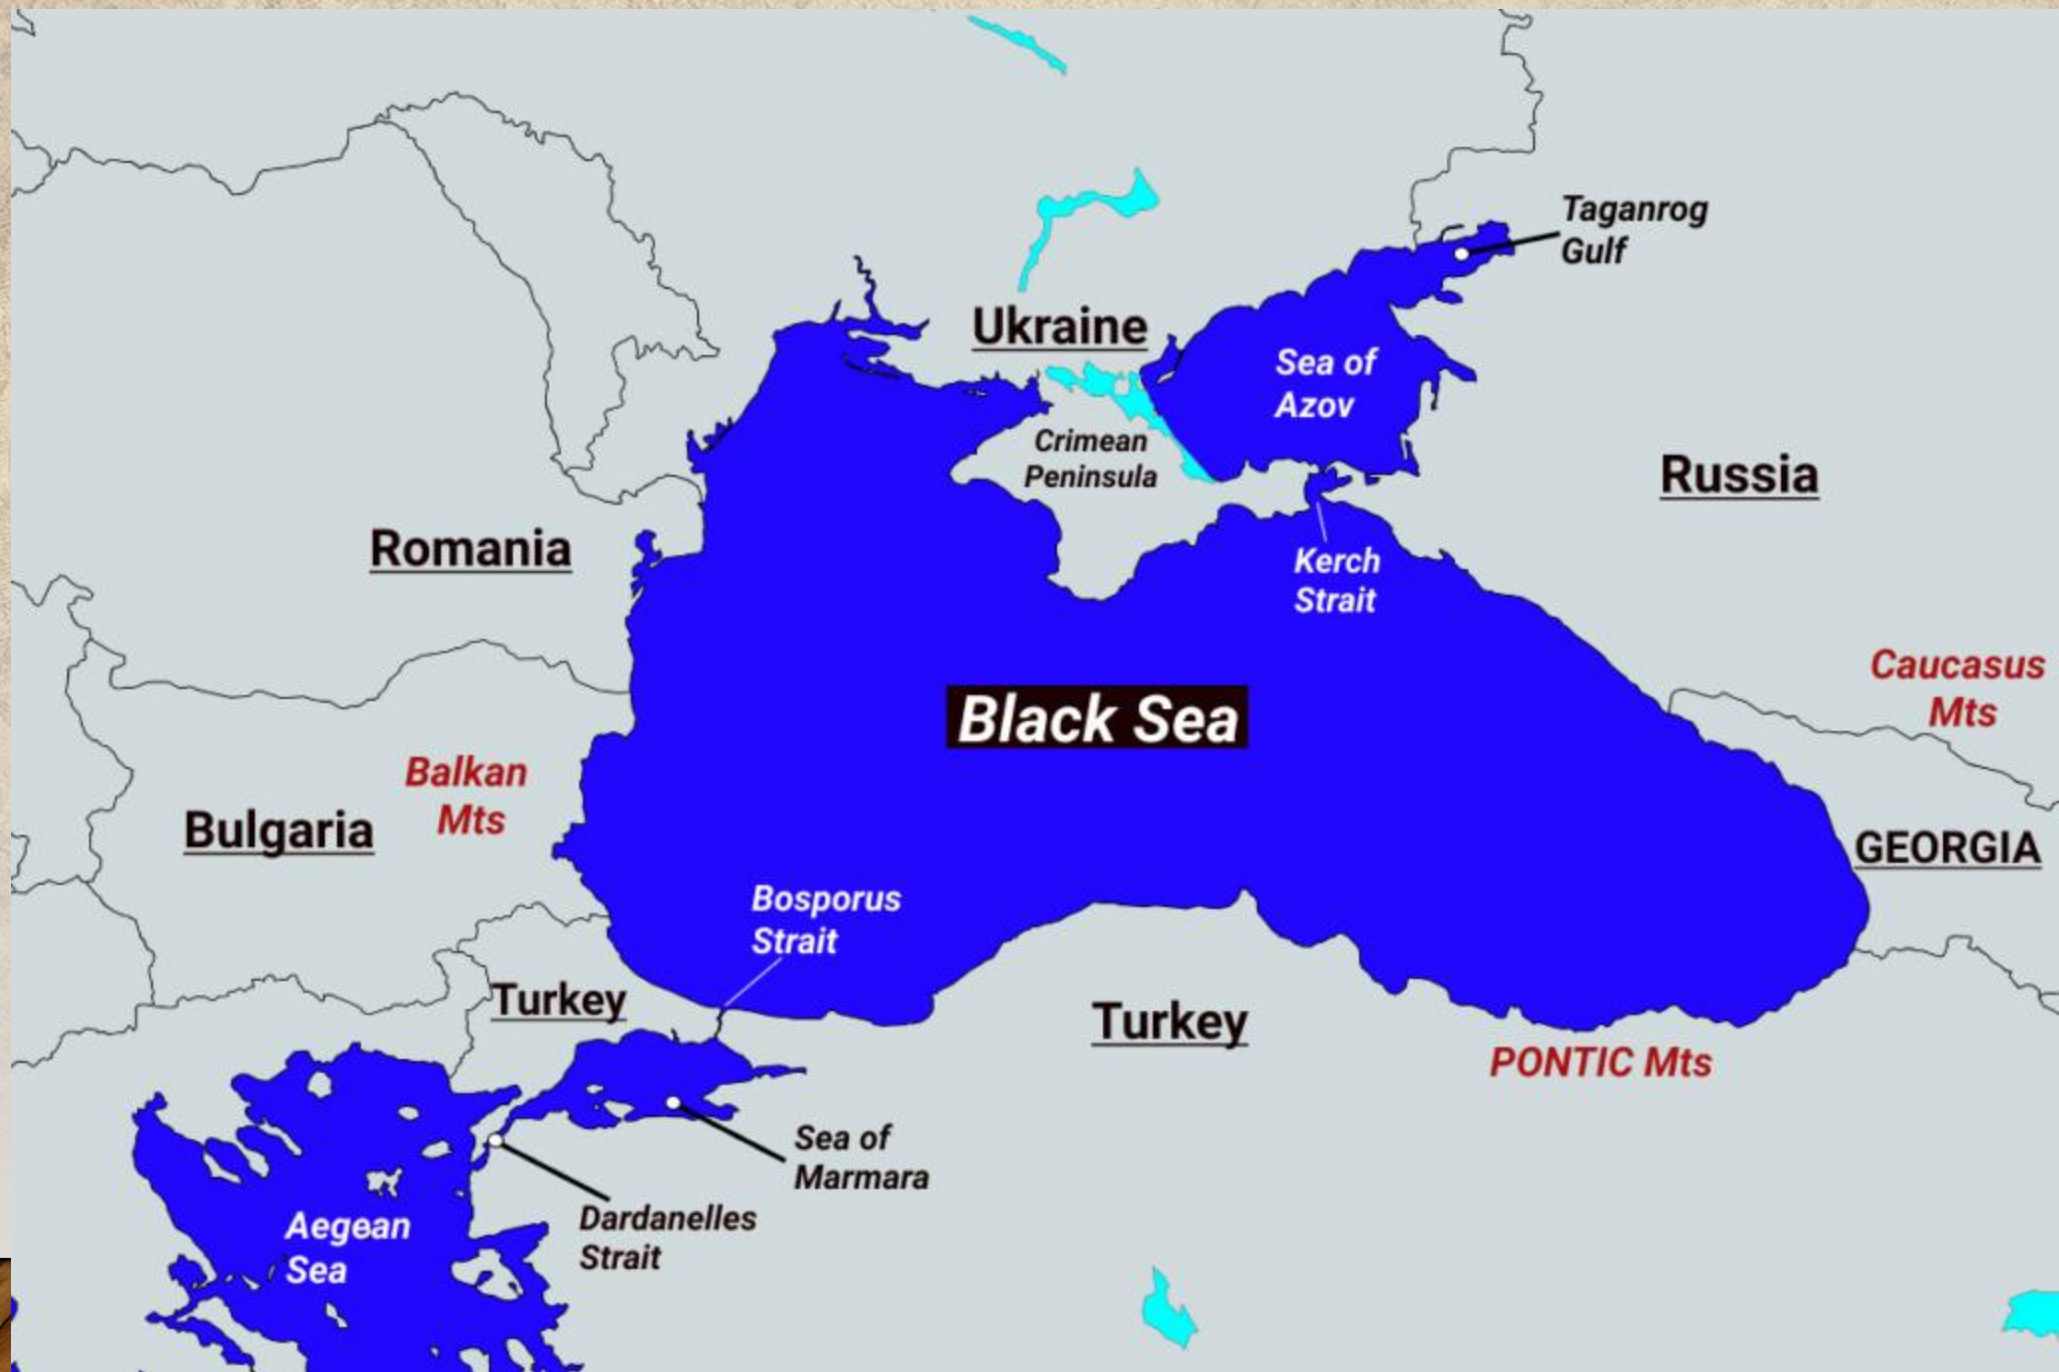 Taganrog
Gulf
Ukraine
Sea of
Azov
Crimean
Peninsula
Russia
Romania
Kerch
Strait
Caucasus
Mts
Black Sea
Balkan
Mts
Bulgaria
GEORGIA
Bosporus
Strait
Turkey
Turkey
PONTIC Mts
Sea of
Marmara
Dardanelles
Strait
Aegean
Sea